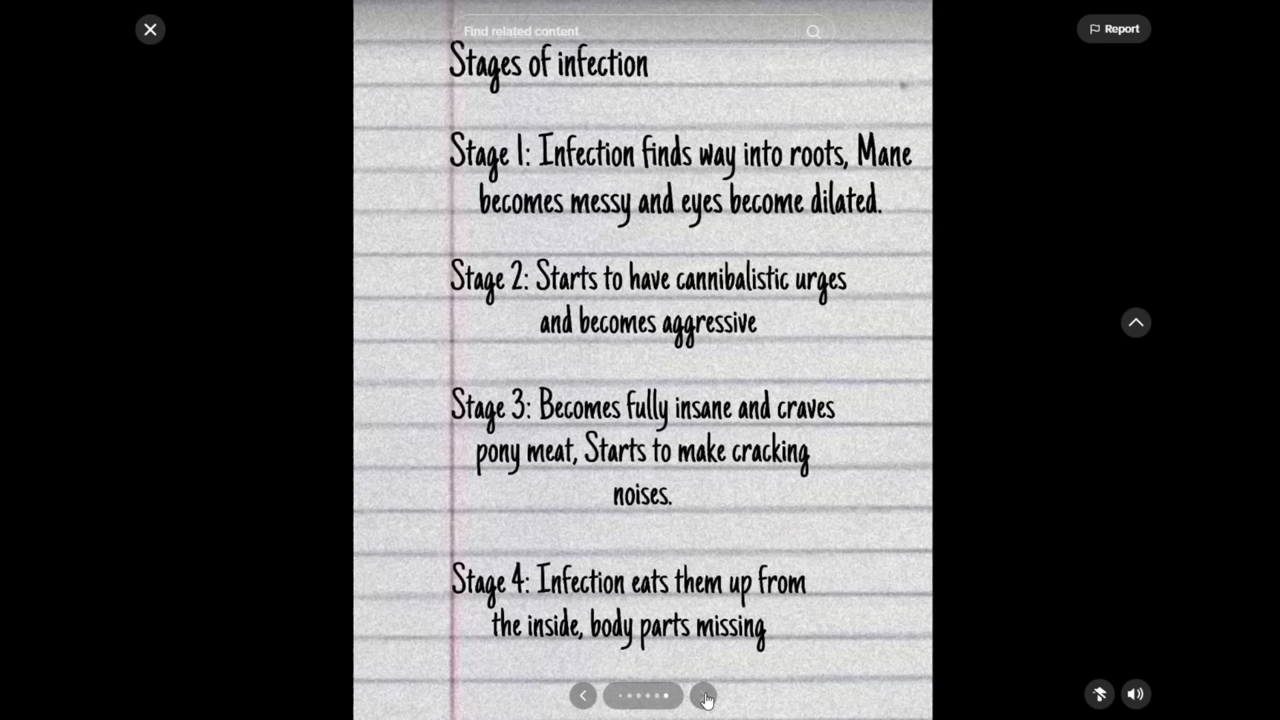 Find related content
Report
Stages of infection
Stage 1: Infection finds way into roots, Mane
becomes messy and eyes become dilated.
Stage 2: Starts to have cannibalistic urges
and becomes aggressive
Stage 3: Becomes fully insane and craves
pony meat, Starts to make cracking
noises.
Stage 4: Infection eats them up from
the inside, body parts missing